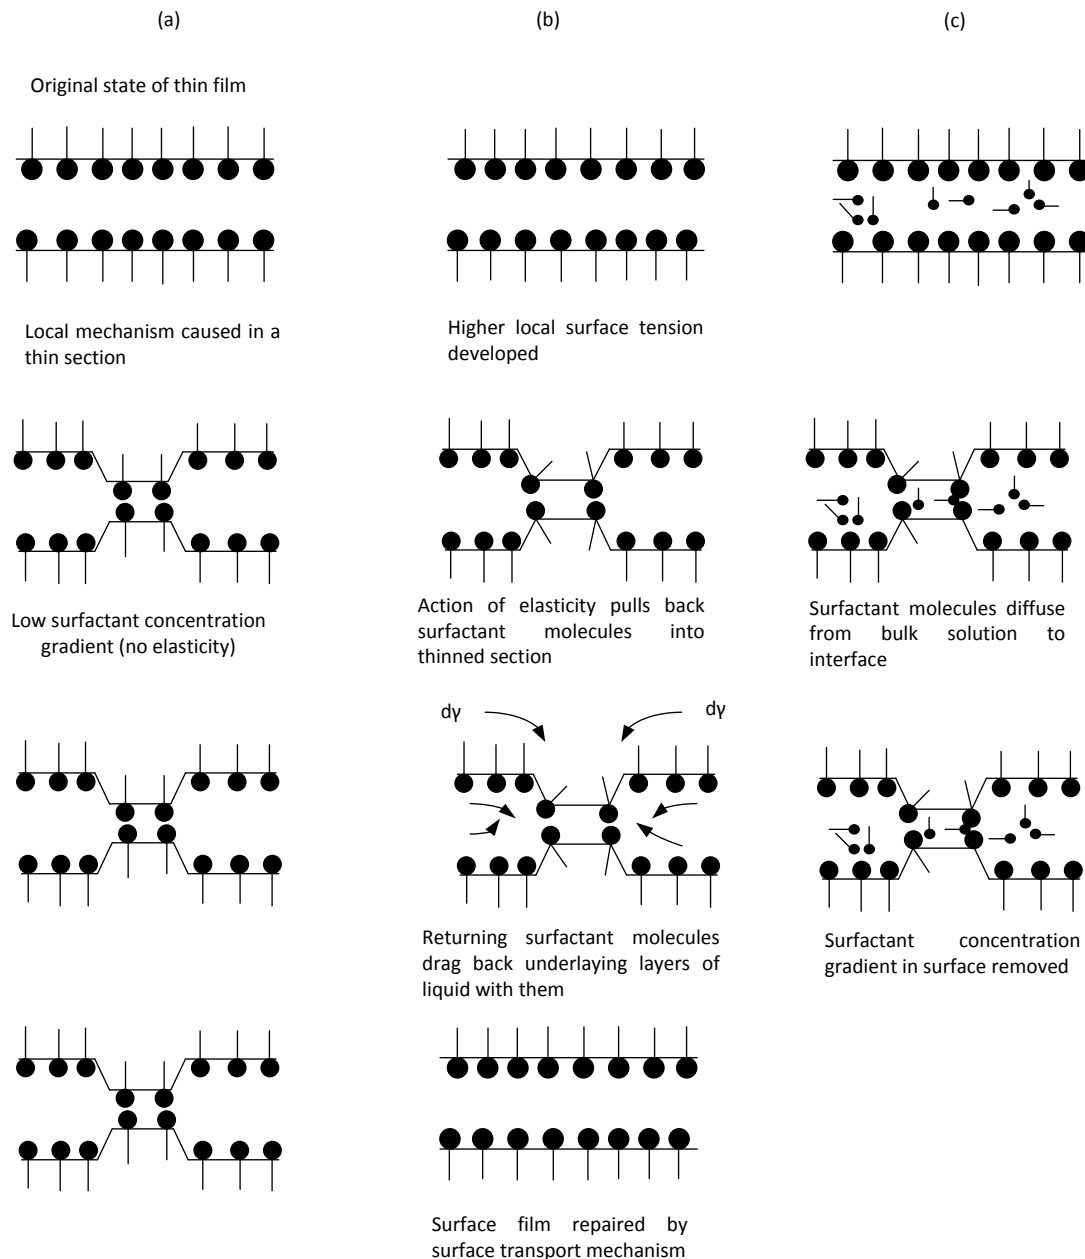 (a)
(b)
(c)
Original state of thin film
Local mechanism caused in a
thin section
Higher local surface tension
developed
Low surfactant concentration
gradient (no elasticity)
Action of elasticity pulls back
surfactant molecules into
thinned section
Surfactant molecules diffuse
from bulk solution to
interface
dγ
dγ
Returning surfactant molecules
drag back underlaying layers of
liquid with them
Surfactant concentration
gradient in surface removed
Surface film repaired by
surface transport mechanism